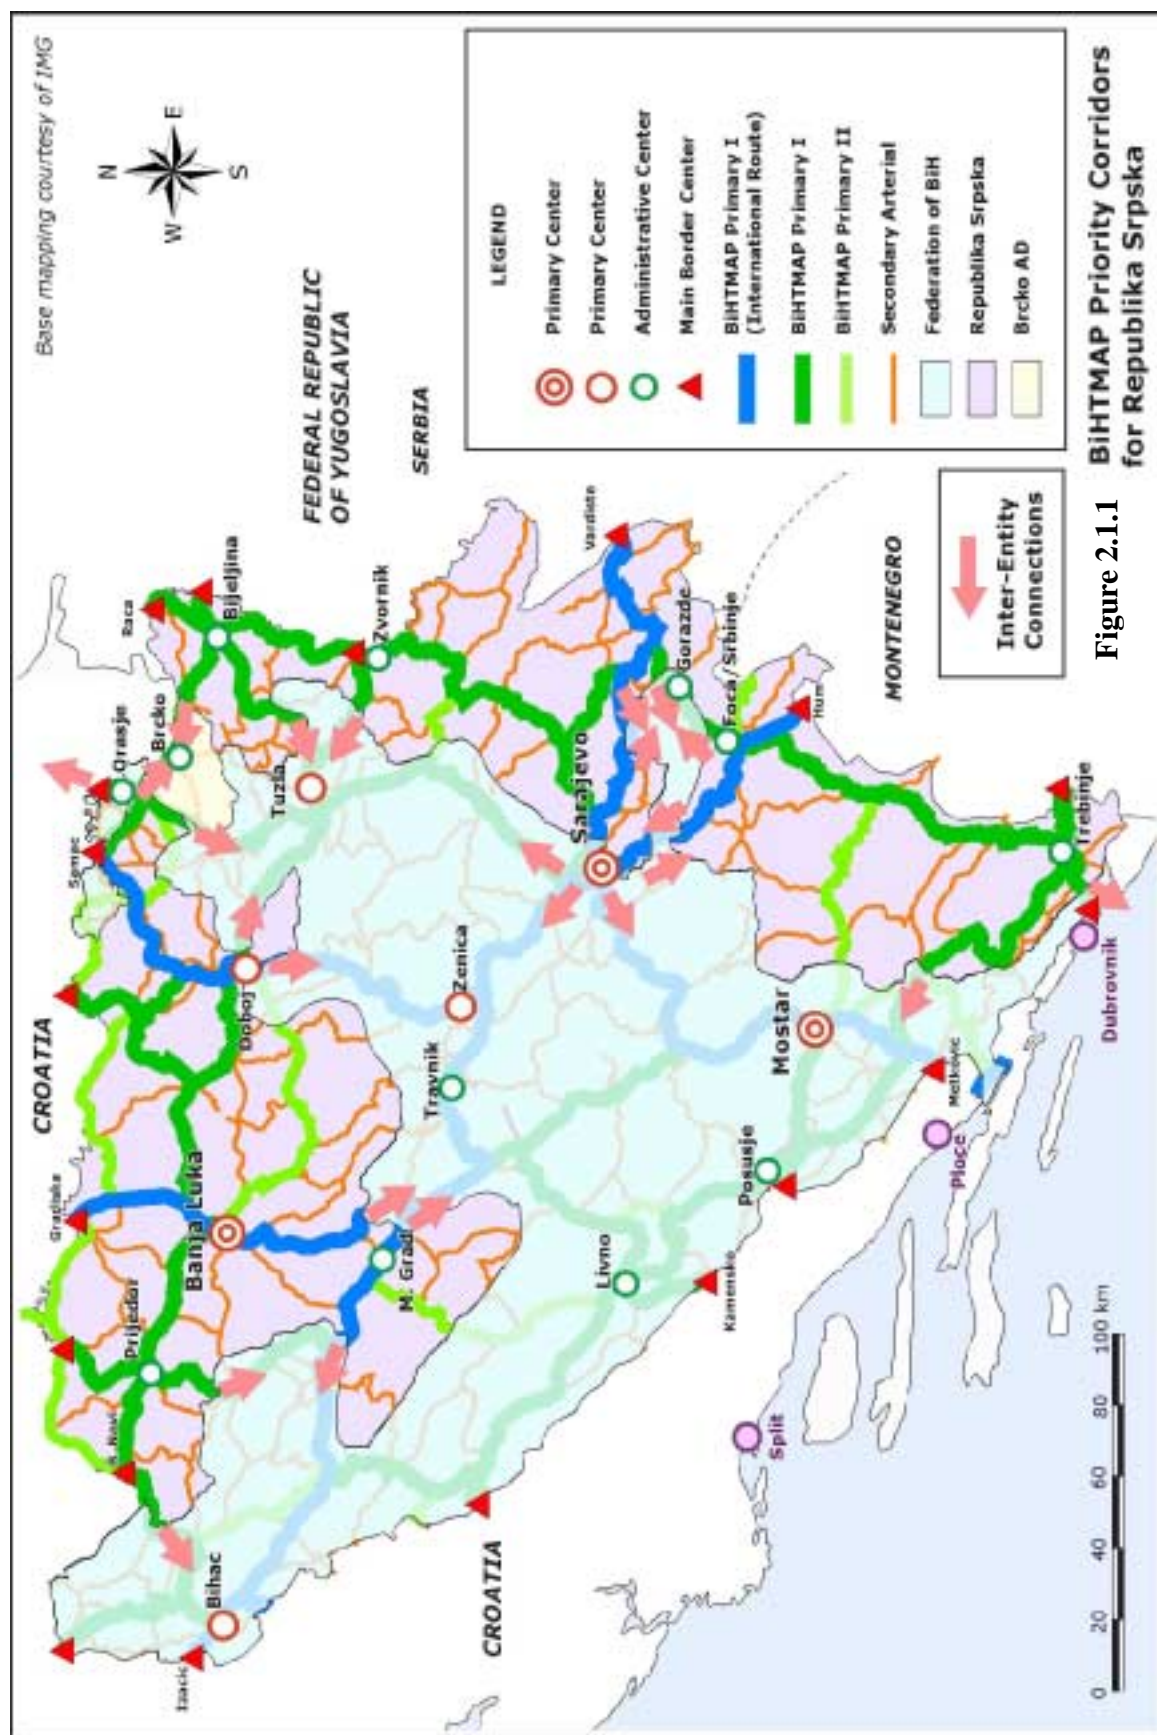 Base mapping courtesy of IMG
N
W
E
S
FEDERAL REPUBLIC
OF YUGOSLAVIA
SERBIA
CROATIA
CROATIA
MONTENEGRO
Raca
Bijeljina
Orasje
Brcko
Samac
Zvornik
Tuzla
Doboj
Gradiska
Banja Luka
Prijedor
B. Novi
Bihac
Izacic
M. Grad
Travnik
Zenica
Sarajevo
Vardiste
Gorazde
Foca/Srbinje
Hum
Mostar
Livno
Posusje
Kamensko
Metkovic
Trebinje
Split
Ploçe
Dubrovnik
0 20 40 60 80 100 km
LEGEND
Primary Center
Primary Center
Administrative Center
Main Border Center
BiHTMAP Primary I
(International Route)
BiHTMAP Primary I
BiHTMAP Primary II
Secondary Arterial
Federation of BiH
Republika Srpska
Brcko AD
Inter-Entity
Connections
BiHTMAP Priority Corridors
for Republika Srpska
Figure 2.1.1